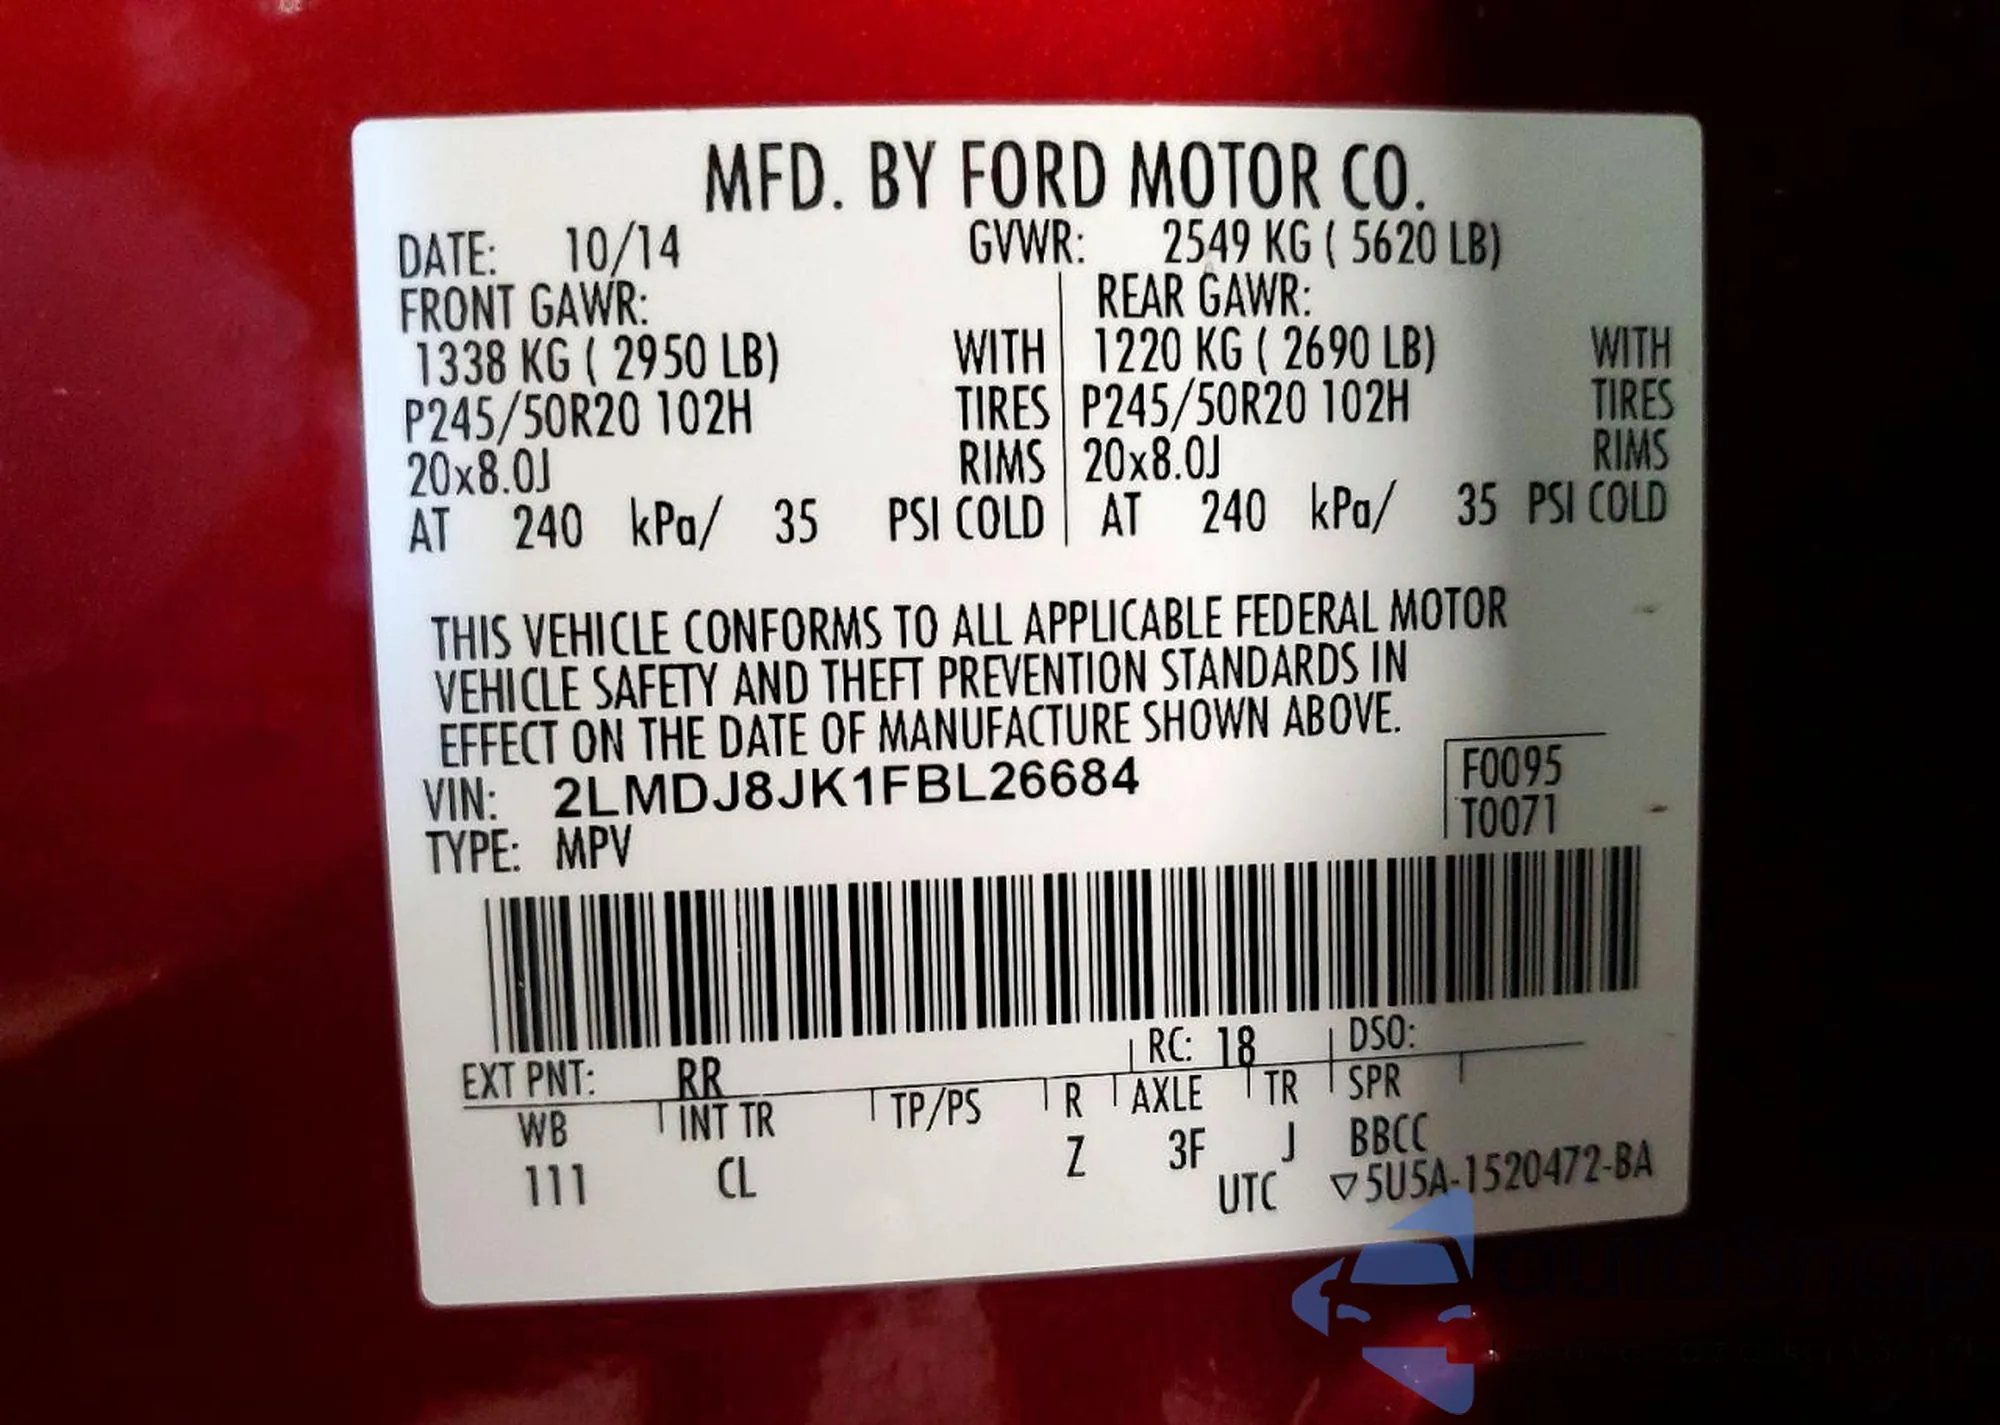 MFD. BY FORD MOTOR CO.
DATE: 10/14 GVWR: 2549 KG ( 5620 LB)
FRONT GAWR: REAR GAWR:
1338 KG ( 2950 LB) WITH 1220 KG ( 2690 LB) WITH
P245/50R20 102H TIRES P245/50R20 102H TIRES
20x8.0J RIMS 20x8.0J RIMS
AT 240 kPa/ 35 PSI COLD AT 240 kPa/ 35 PSI COLD
THIS VEHICLE CONFORMS TO ALL APPLICABLE FEDERAL MOTOR
VEHICLE SAFETY AND THEFT PREVENTION STANDARDS IN
EFFECT ON THE DATE OF MANUFACTURE SHOWN ABOVE.
VIN: 2LMDJ8JK1FBL26684 F0095
TYPE: MPV T0071
EXT PNT: RR RC: 18 DSO:
WB INT TR TP/PS R AXLE TR SPR
111 CL Z 3F J BBCC
UTC ▽5U5A-1520472-BA